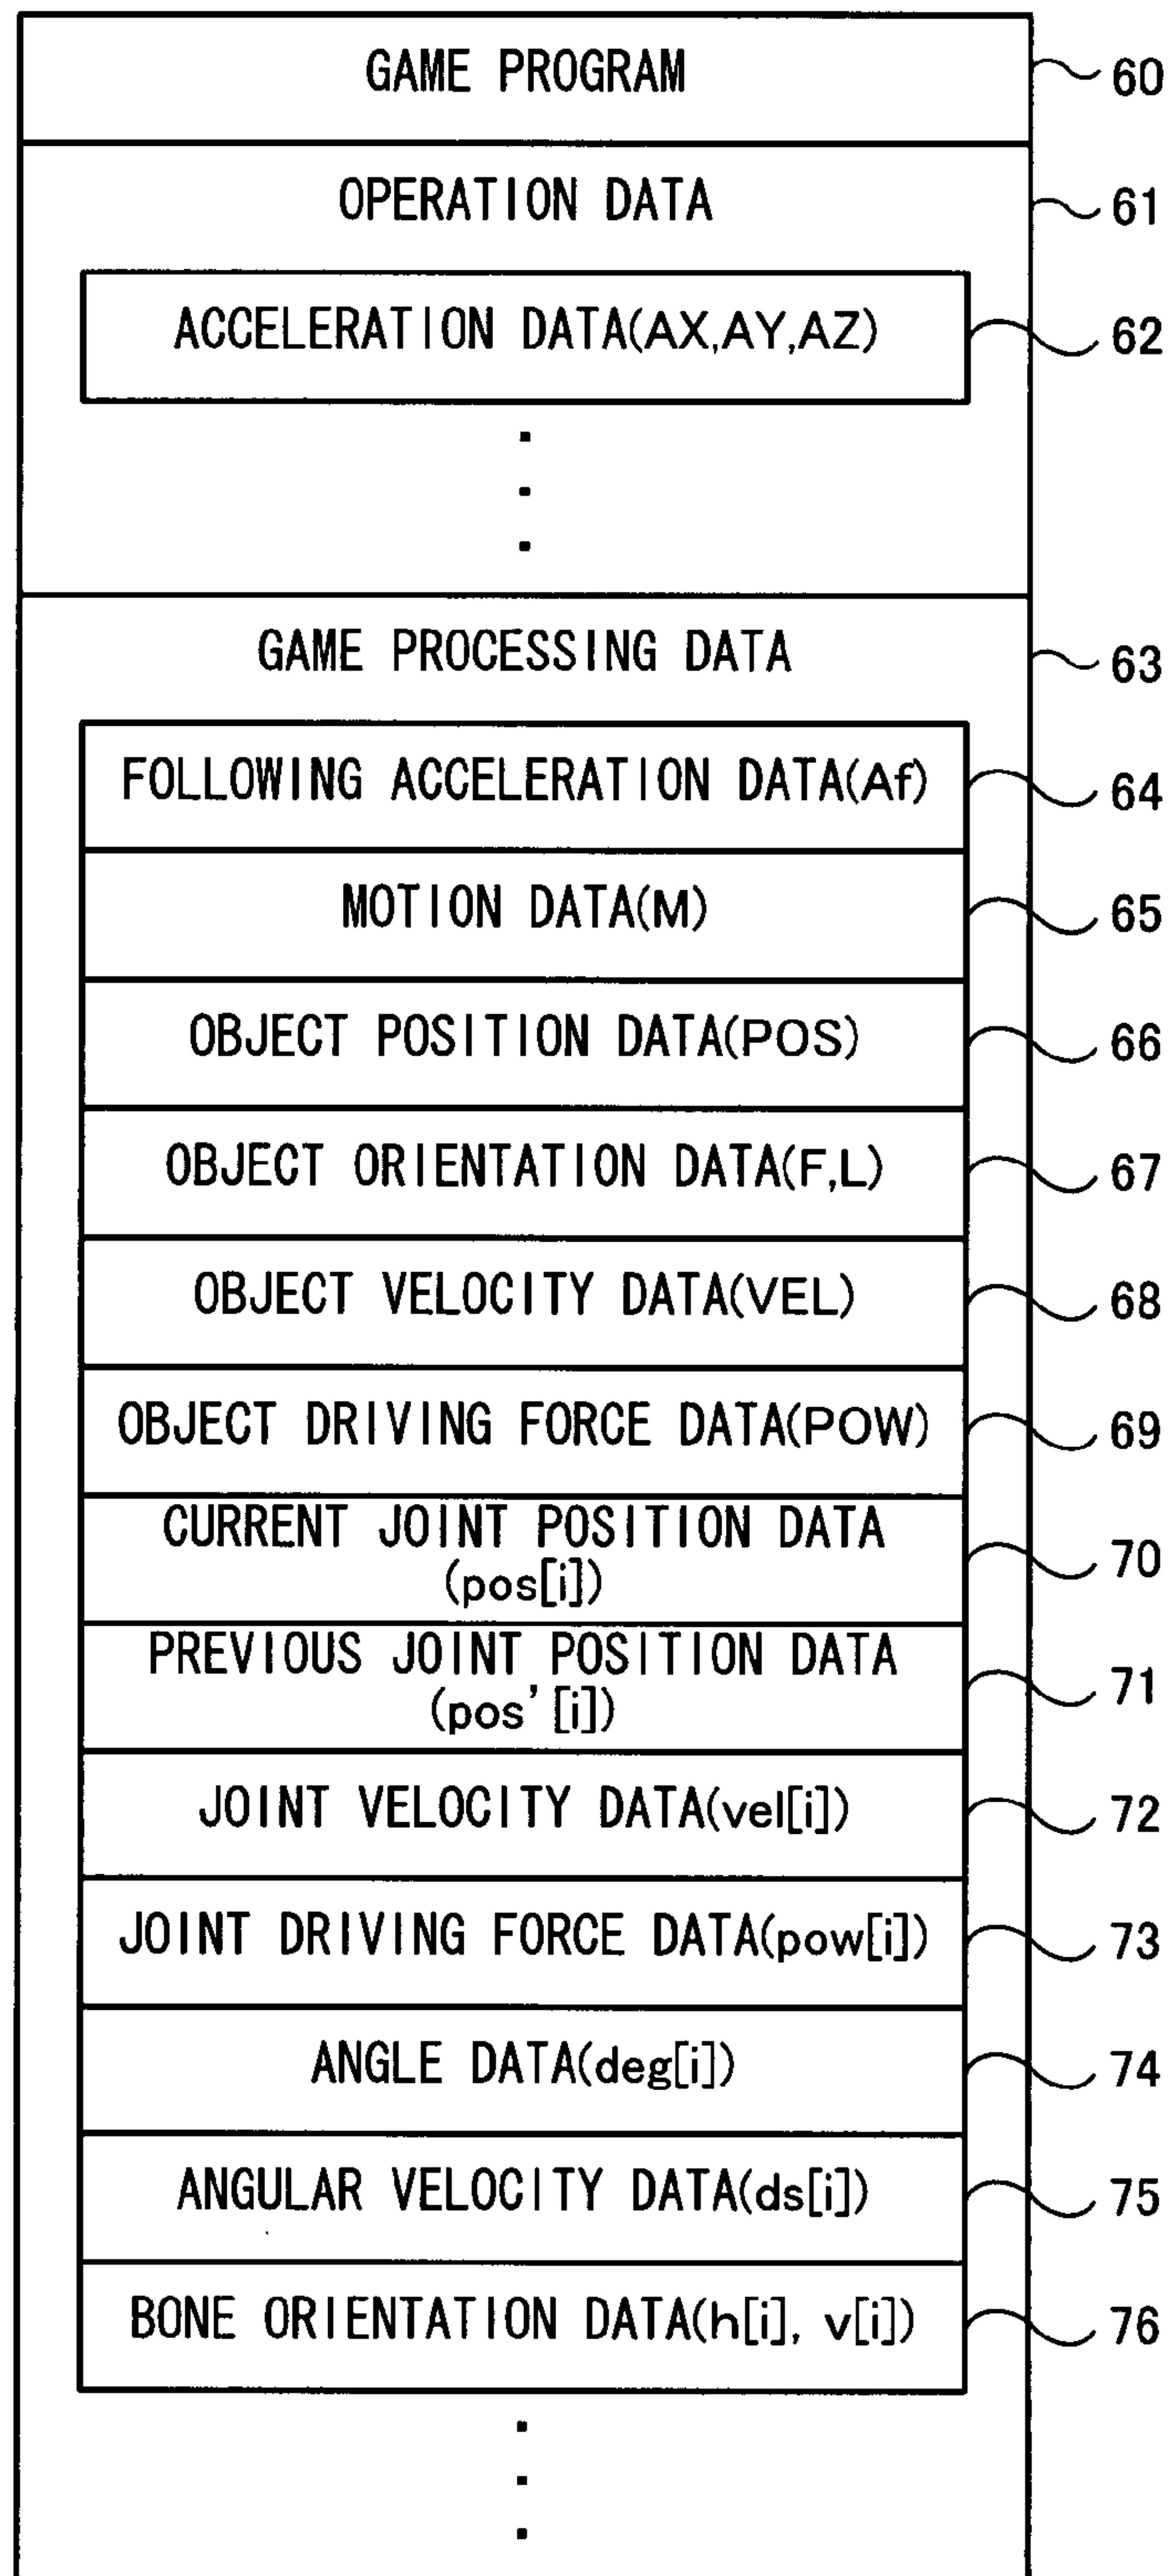 GAME PROGRAM 60
OPERATION DATA 61
ACCELERATION DATA(AX,AY,AZ) 62
GAME PROCESSING DATA 63
FOLLOWING ACCELERATION DATA(Af) 64
MOTION DATA(M) 65
OBJECT POSITION DATA(POS) 66
OBJECT ORIENTATION DATA(F,L) 67
OBJECT VELOCITY DATA(VEL) 68
OBJECT DRIVING FORCE DATA(POW) 69
CURRENT JOINT POSITION DATA
(pos[i]) 70
PREVIOUS JOINT POSITION DATA
(pos'[i]) 71
JOINT VELOCITY DATA(vel[i]) 72
JOINT DRIVING FORCE DATA(pow[i]) 73
ANGLE DATA(deg[i]) 74
ANGULAR VELOCITY DATA(ds[i]) 75
BONE ORIENTATION DATA(h[i], v[i]) 76